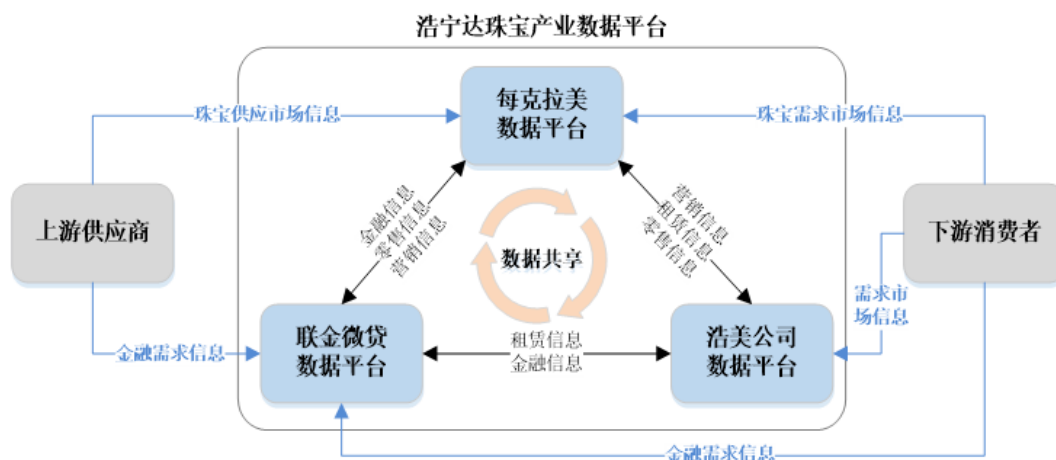 浩宁达珠宝产业数据平台
每克拉美
数据平台
珠宝供应市场信息
珠宝需求市场信息
上游供应商
下游消费者
金融信息
零售信息
营销信息
营销信息
租赁信息
零售信息
数据共享
需求市
场信息
联金微贷
数据平台
租赁信息
金融信息
浩美公司
数据平台
金融需求信息
金融需求信息